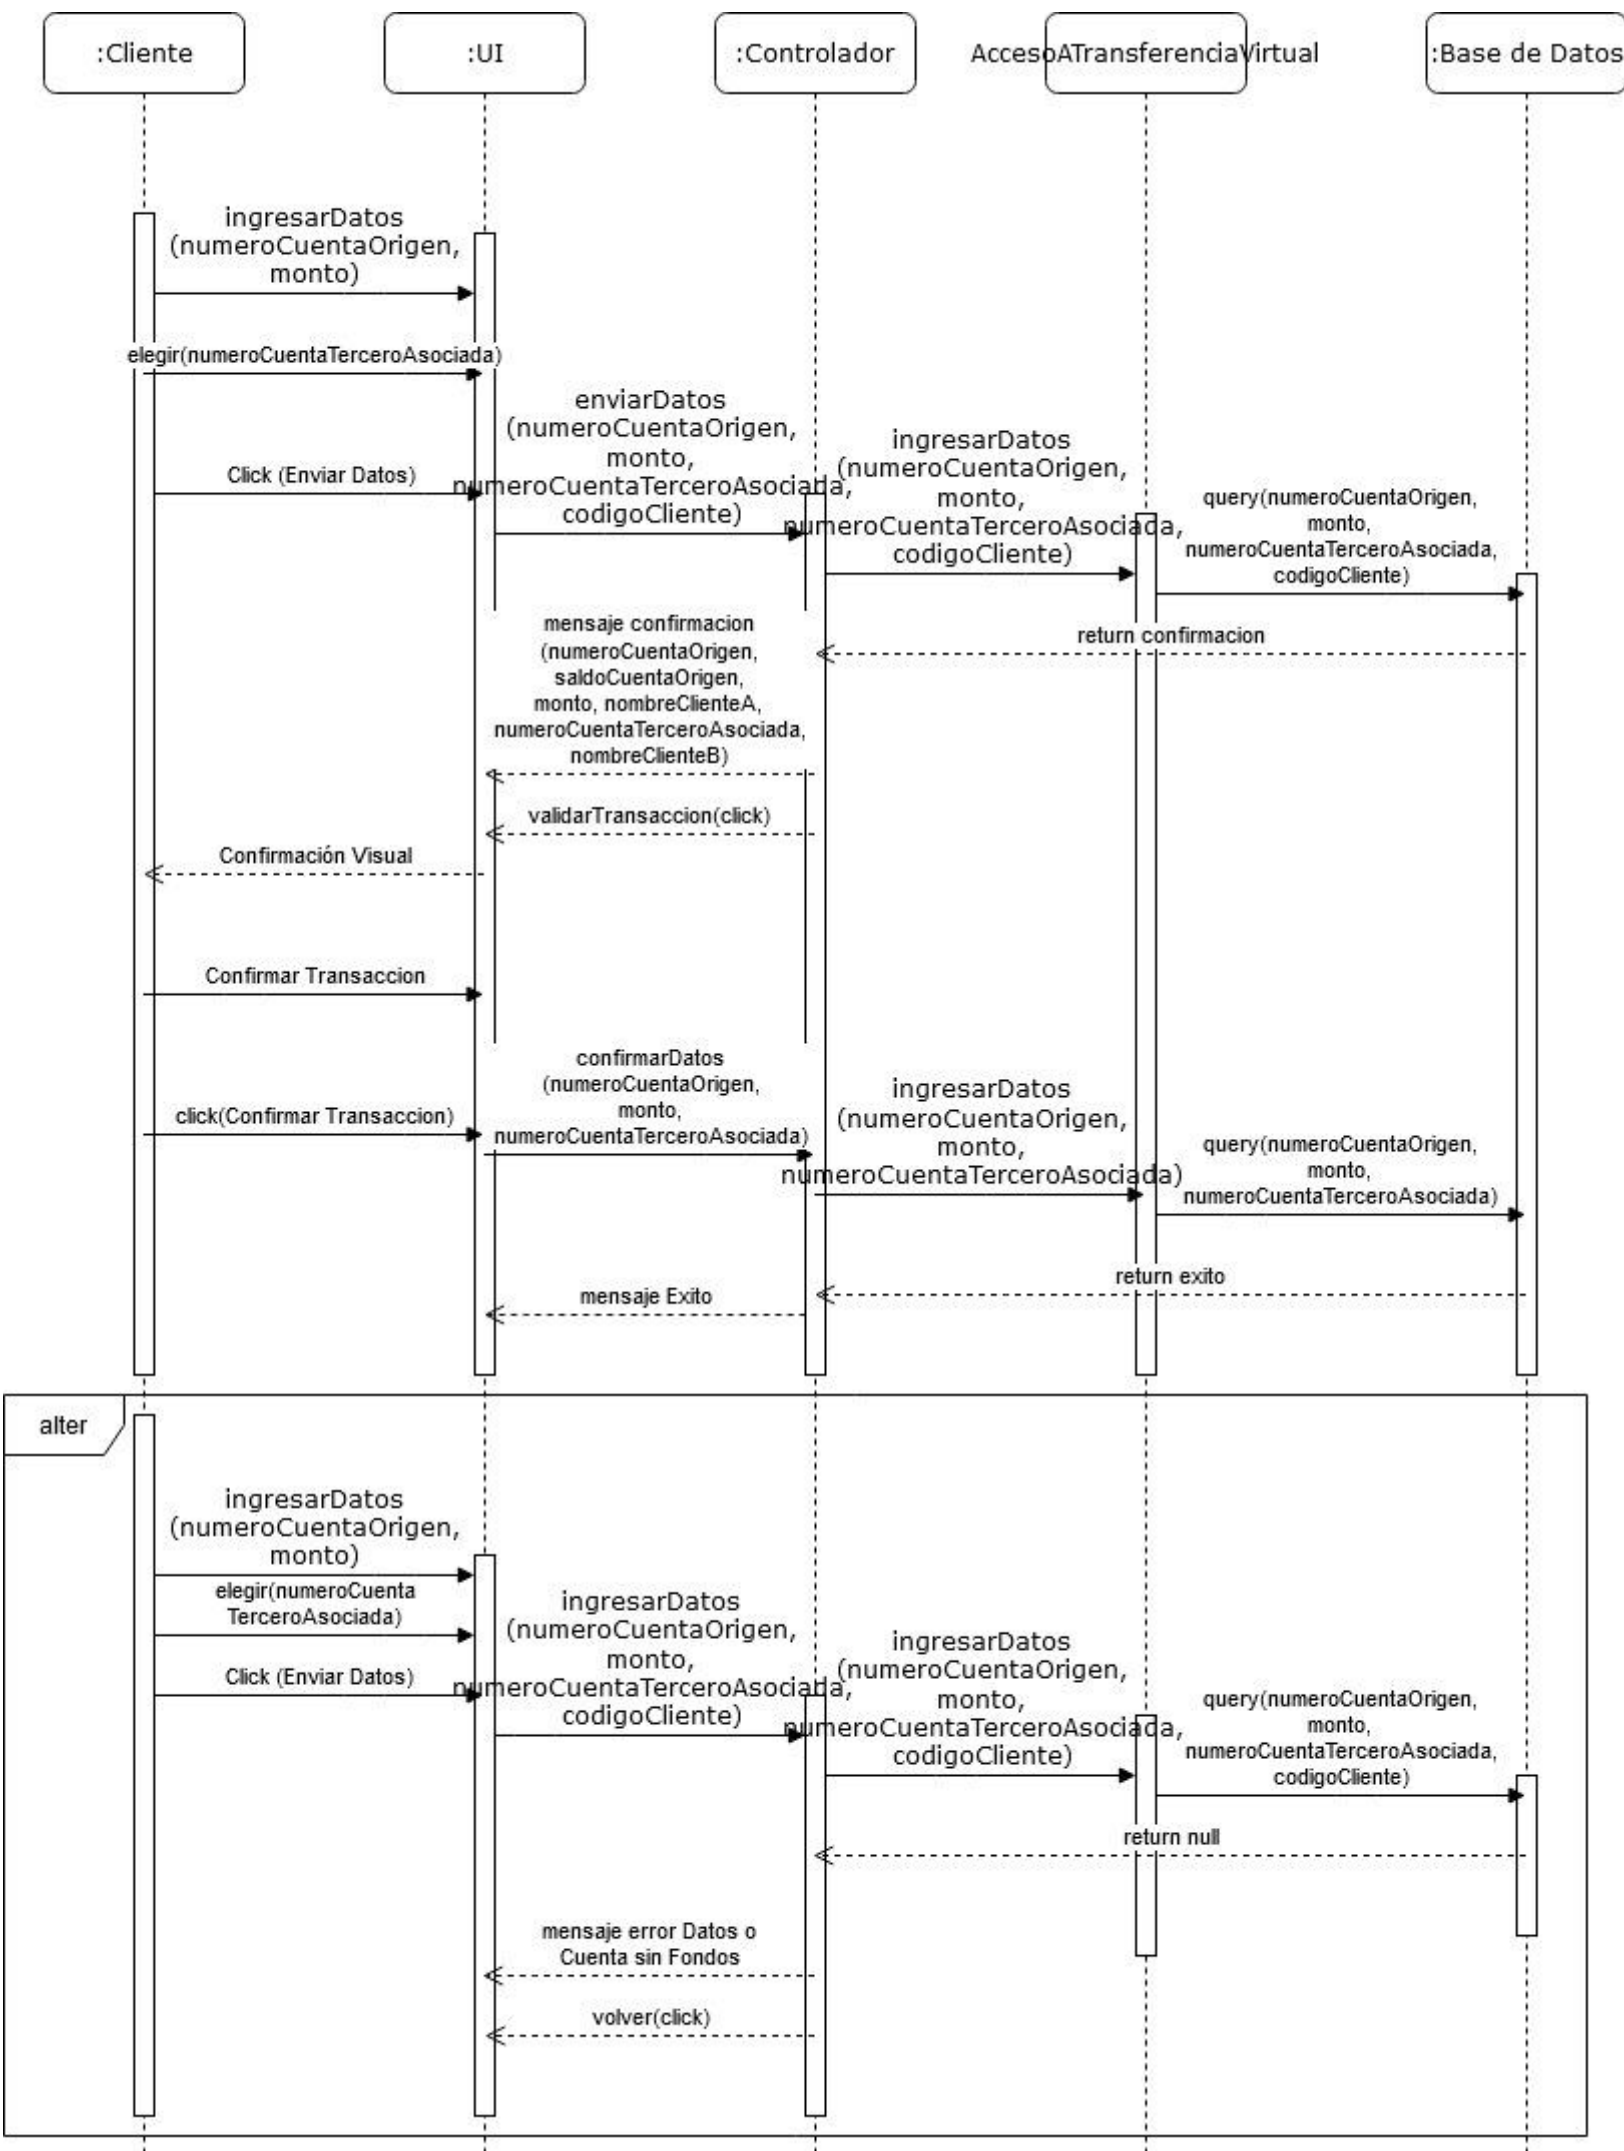 :Cliente
:UI
:Controlador
AccesoATransferenciaVirtual
:Base de Datos
ingresarDatos
(numeroCuentaOrigen,
monto)
elegir(numeroCuentaTerceroAsociada)
Click (Enviar Datos)
enviarDatos
(numeroCuentaOrigen,
monto,
numeroCuentaTerceroAsociada,
codigoCliente)
ingresarDatos
(numeroCuentaOrigen,
monto,
numeroCuentaTerceroAsociada,
codigoCliente)
query(numeroCuentaOrigen,
monto,
numeroCuentaTerceroAsociada,
codigoCliente)
return confirmacion
mensaje confirmacion
(numeroCuentaOrigen,
saldoCuentaOrigen,
monto, nombreClienteA,
numeroCuentaTerceroAsociada,
nombreClienteB)
validarTransaccion(click)
Confirmación Visual
Confirmar Transaccion
click(Confirmar Transaccion)
confirmarDatos
(numeroCuentaOrigen,
monto,
numeroCuentaTerceroAsociada)
ingresarDatos
(numeroCuentaOrigen,
monto,
numeroCuentaTerceroAsociada)
query(numeroCuentaOrigen,
monto,
numeroCuentaTerceroAsociada)
return exito
mensaje Exito
alter
ingresarDatos
(numeroCuentaOrigen,
monto)
elegir(numeroCuenta
TerceroAsociada)
Click (Enviar Datos)
ingresarDatos
(numeroCuentaOrigen,
monto,
numeroCuentaTerceroAsociada,
codigoCliente)
ingresarDatos
(numeroCuentaOrigen,
monto,
numeroCuentaTerceroAsociada,
codigoCliente)
query(numeroCuentaOrigen,
monto,
numeroCuentaTerceroAsociada,
codigoCliente)
return null
mensaje error Datos o
Cuenta sin Fondos
volver(click)